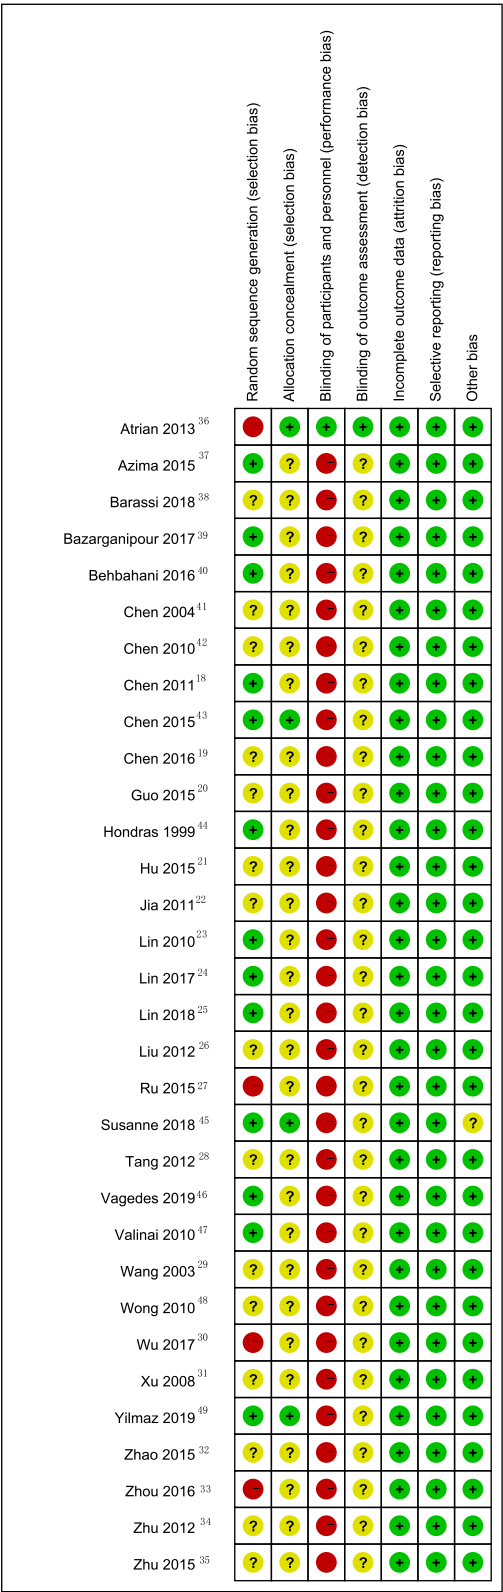 Random sequence generation (selection bias)
Allocation concealment (selection bias)
Blinding of participants and personnel (performance bias)
Blinding of outcome assessment (detection bias)
Incomplete outcome data (attrition bias)
Selective reporting (reporting bias)
Other bias
Atrian 2013 36 - + + + + + +
Azima 2015 37 + ? - ? + + +
Barassi 2018 38 ? ? - ? + + +
Bazarganipour 2017 39 + ? - ? + + +
Behbahani 2016 40 + ? - ? + + +
Chen 2004 41 ? ? - ? + + +
Chen 2010 42 ? ? - ? + + +
Chen 2011 18 + ? - ? + + +
Chen 2015 43 + + - ? + + +
Chen 2016 19 ? ? - ? + + +
Guo 2015 20 ? ? - ? + + +
Hondras 1999 44 + ? - ? + + +
Hu 2015 21 ? ? - ? + + +
Jia 2011 22 ? ? - ? + + +
Lin 2010 23 + ? - ? + + +
Lin 2017 24 + ? - ? + + +
Lin 2018 25 + ? - ? + + +
Liu 2012 26 ? ? - ? + + +
Ru 2015 27 - ? - ? + + +
Susanne 2018 45 + + - ? + + ?
Tang 2012 28 ? ? - ? + + +
Vagedes 2019 46 + ? - ? + + +
Valinai 2010 47 + ? - ? + + +
Wang 2003 29 ? ? - ? + + +
Wong 2010 48 ? ? - ? + + +
Wu 2017 30 - ? - ? + + +
Xu 2008 31 ? ? - ? + + +
Yilmaz 2019 49 + + - ? + + +
Zhao 2015 32 ? ? - ? + + +
Zhou 2016 33 - ? - ? + + +
Zhu 2012 34 ? ? - ? + + +
Zhu 2015 35 ? ? - ? + + +